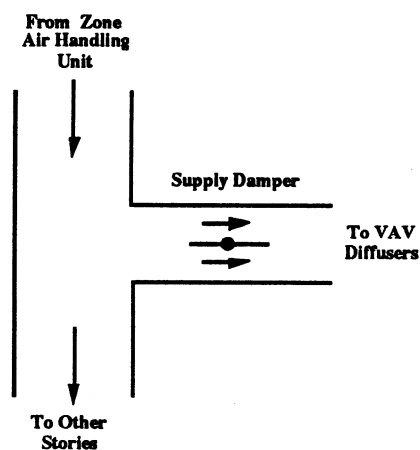 From Zone
Air Handling
Unit
Supply Damper
To VAV
Diffusers
To Other
Stories